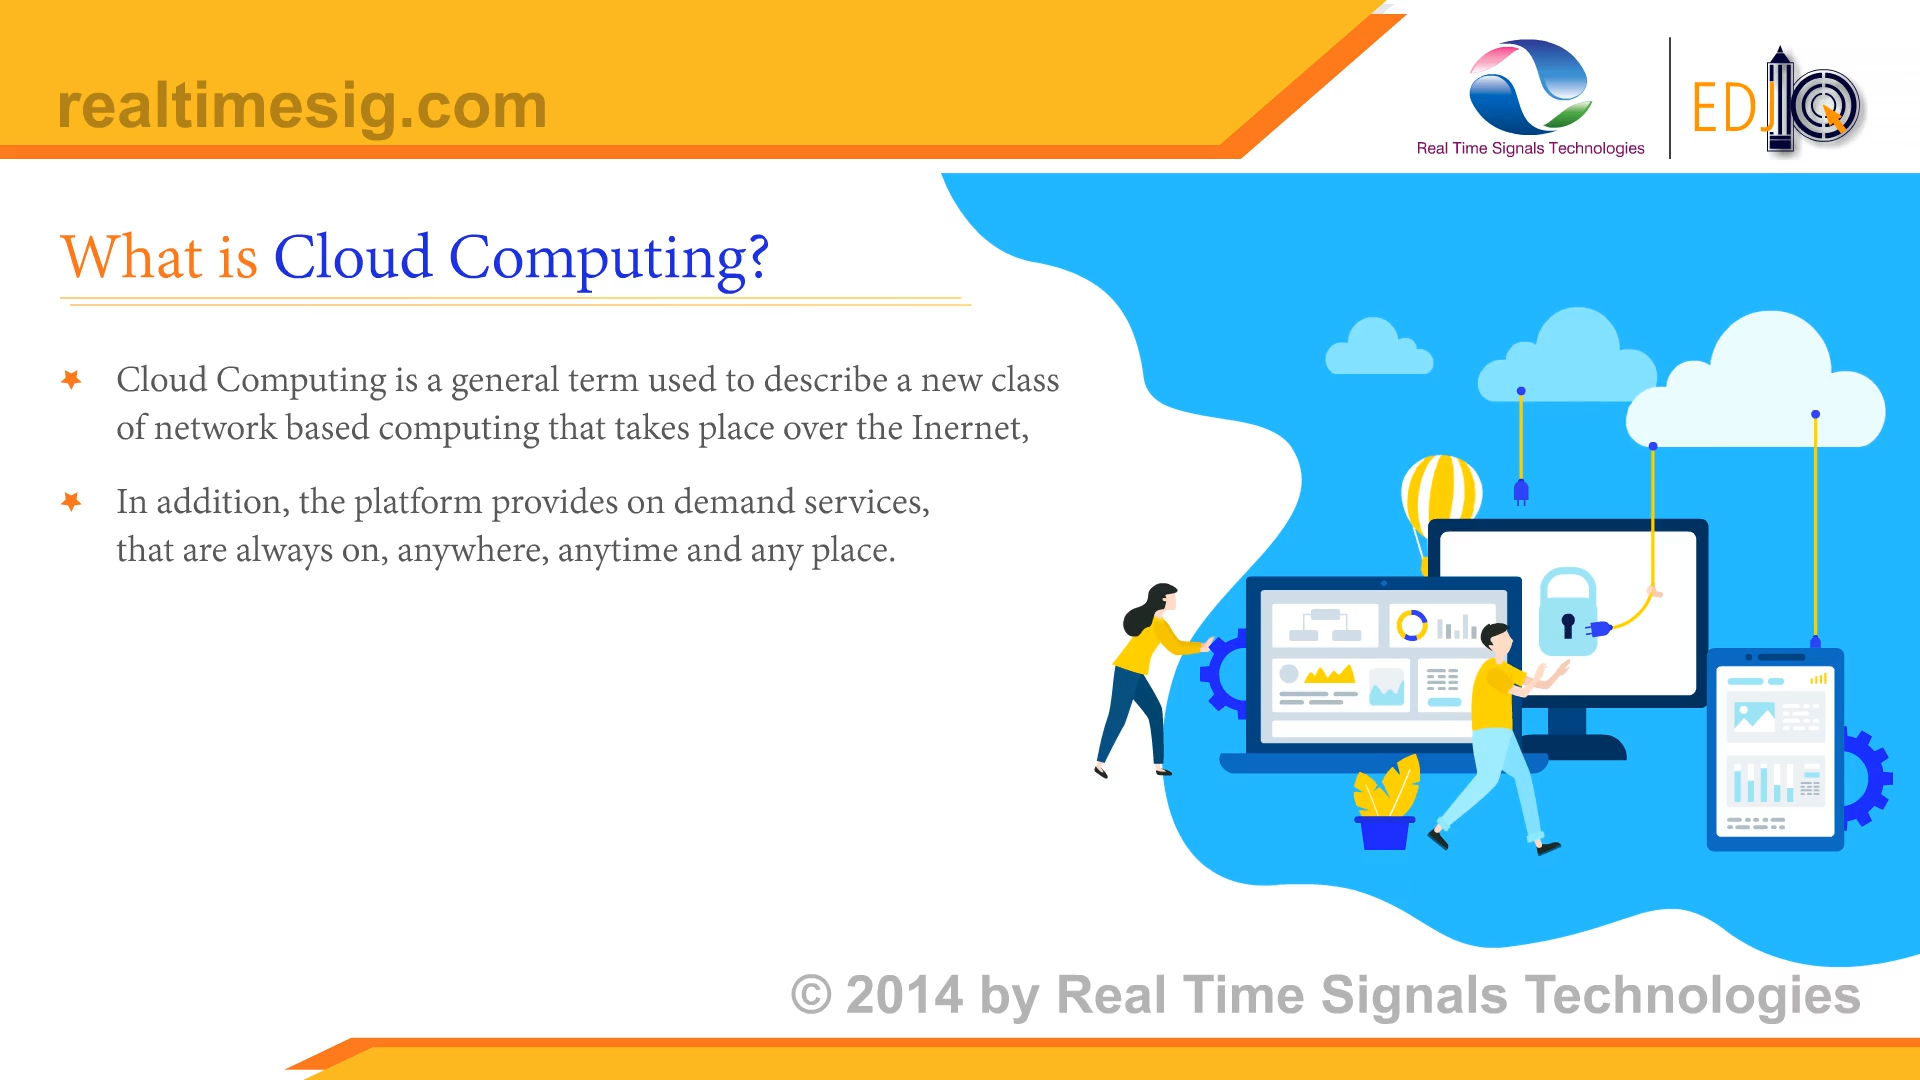 realtimesig.com
Real Time Signals Technologies
EDJ
What is Cloud Computing?
Cloud Computing is a general term used to describe a new class
of network based computing that takes place over the Inernet,
In addition, the platform provides on demand services,
that are always on, anywhere, anytime and any place.
© 2014 by Real Time Signals Technologies